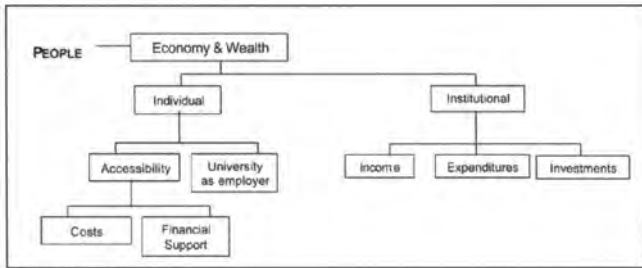 PEOPLE
Economy & Wealth
Individual
Institutional
Accessibility
University
as employer
Income
Expenditures
Investments
Costs
Financial
Support